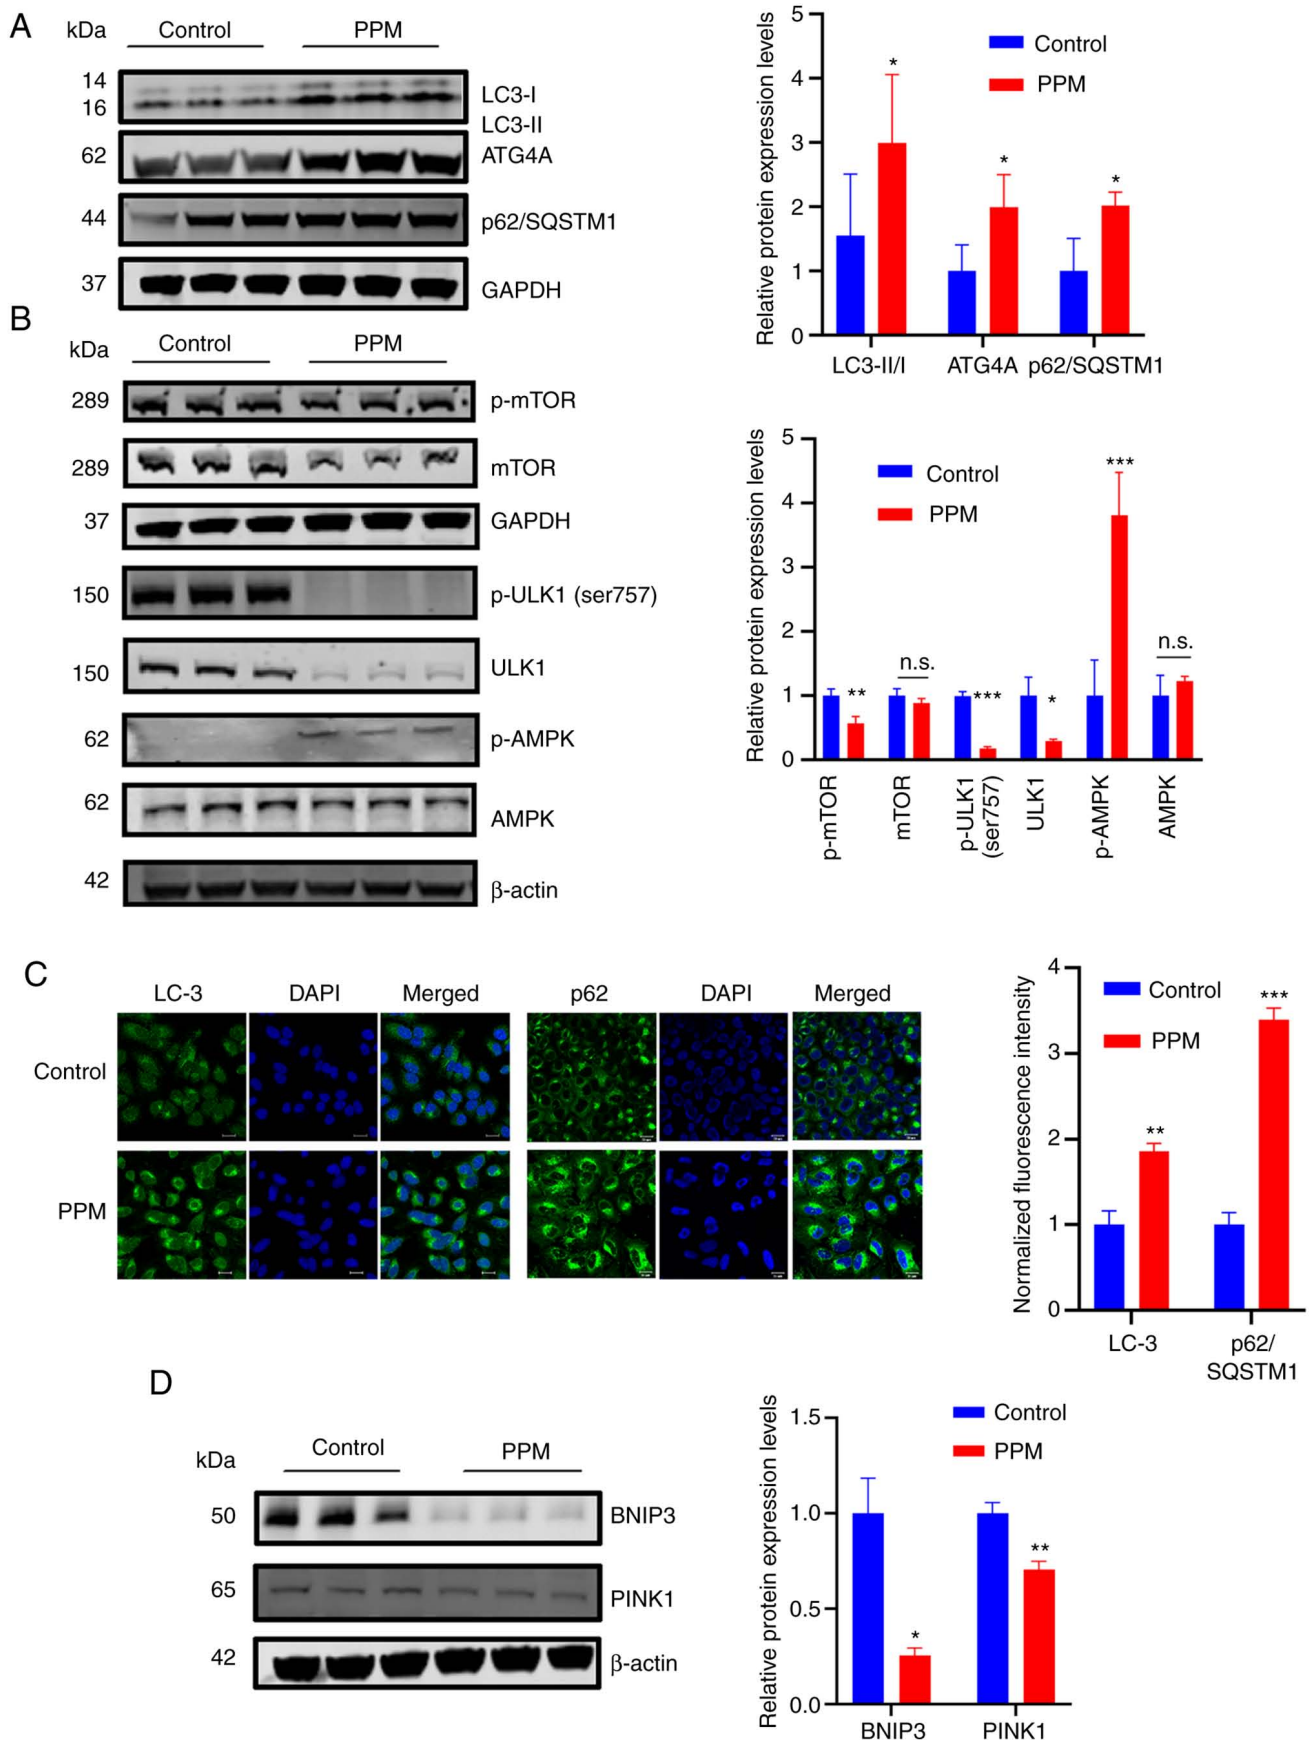 A
kDa
Control
PPM
14
16
62
44
37
LC3-I
LC3-II
ATG4A
p62/SQSTM1
GAPDH
Relative protein expression levels
5
4
3
2
1
0
Control
PPM
*
*
*
LC3-II/I
ATG4A
p62/SQSTM1
B
kDa
Control
PPM
289
p-mTOR
289
mTOR
37
GAPDH
150
p-ULK1 (ser757)
150
ULK1
62
p-AMPK
62
AMPK
42
β-actin
Relative protein expression levels
5
4
3
2
1
0
Control
PPM
**
n.s.
***
*
***
n.s.
p-mTOR
mTOR
p-ULK1
(ser757)
ULK1
p-AMPK
AMPK
C
LC-3
DAPI
Merged
p62
DAPI
Merged
Control
PPM
Normalized fluorescence intensity
4
3
2
1
0
Control
PPM
**
***
LC-3
p62/
SQSTM1
D
kDa
Control
PPM
50
BNIP3
65
PINK1
42
β-actin
Relative protein expression levels
1.5
1.0
0.5
0.0
Control
PPM
*
**
BNIP3
PINK1